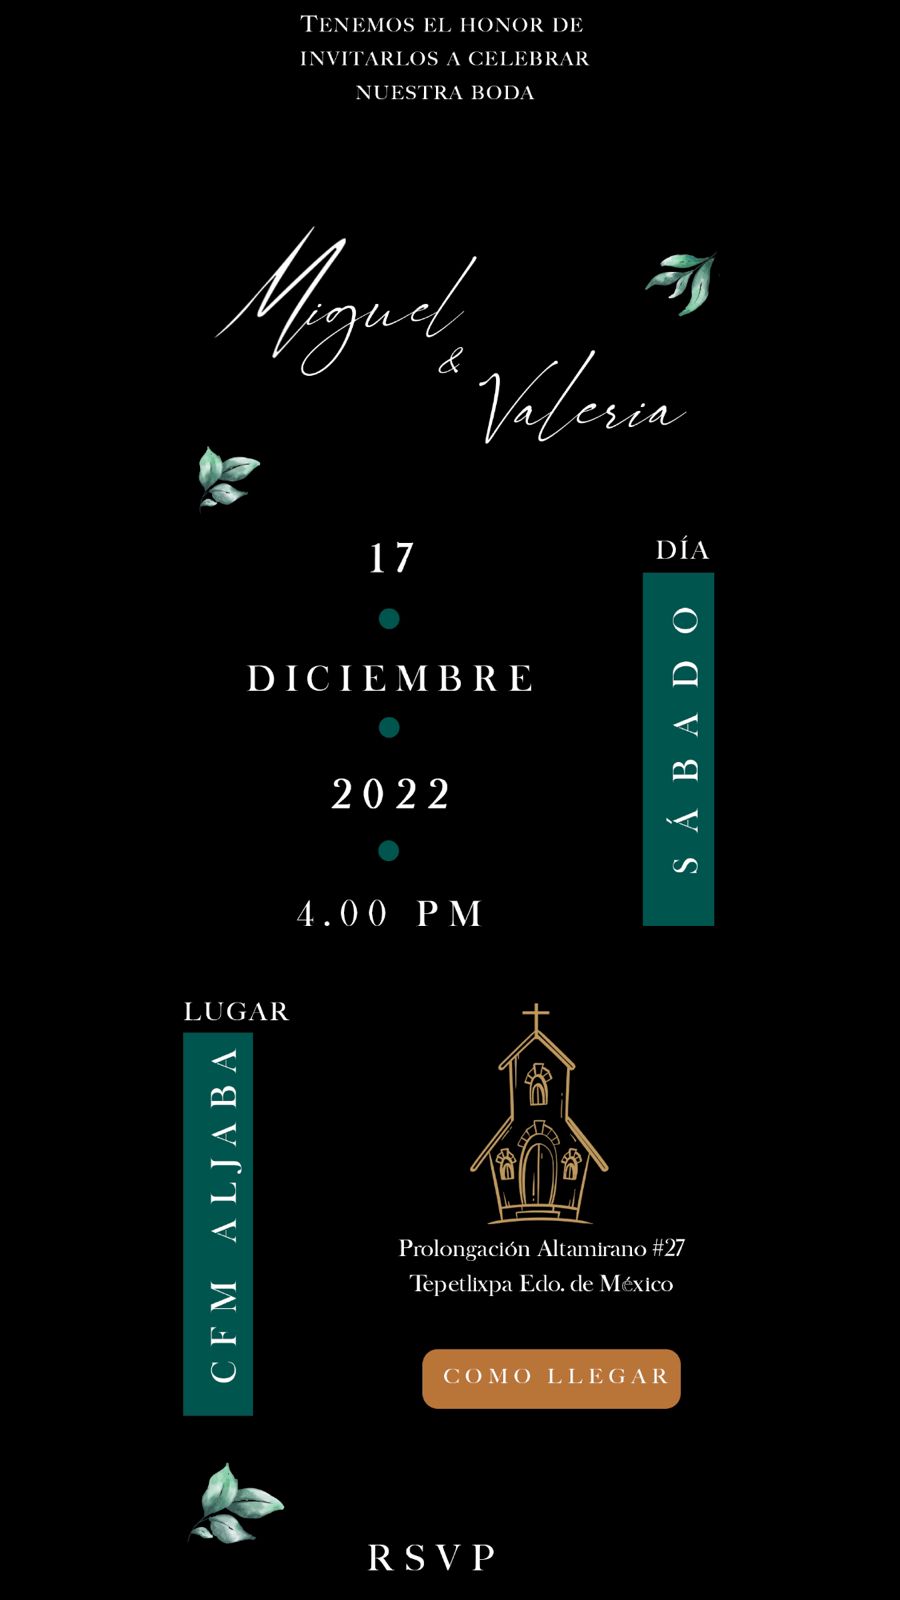 Tenemos el honor de
invitarlos a celebrar
nuestra boda
Miguel
&
Valeria
17
DICIEMBRE
2022
4.00 PM
DÍA
SÁBADO
LUGAR
CFM ALJABA
Prolongación Altamirano #27
Tepetlixpa Edo. de México
COMO LLEGAR
RSVP